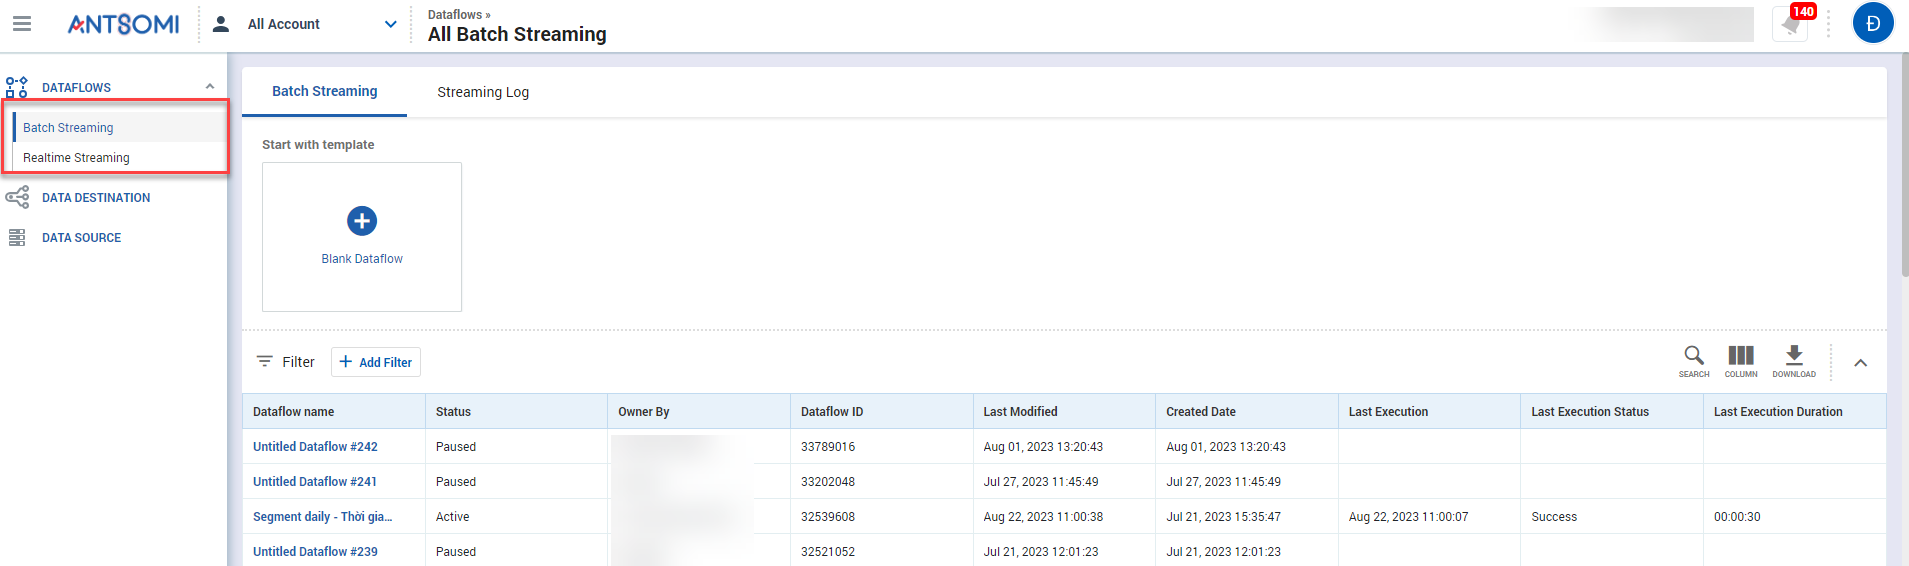 ANTSOMI
All Account
Dataflows »
All Batch Streaming
140
Đ
DATAFLOWS
Batch Streaming
Realtime Streaming
DATA DESTINATION
DATA SOURCE
Batch Streaming
Streaming Log
Start with template
Blank Dataflow
Filter
Add Filter
SEARCH
COLUMN
DOWNLOAD
Dataflow name Status Owner By Dataflow ID Last Modified Created Date Last Execution Last Execution Status Last Execution Duration
Untitled Dataflow #242 Paused 33789016 Aug 01, 2023 13:20:43 Aug 01, 2023 13:20:43
Untitled Dataflow #241 Paused 33202048 Jul 27, 2023 11:45:49 Jul 27, 2023 11:45:49
Segment daily - Thời gia... Active 32539608 Aug 22, 2023 11:00:38 Jul 21, 2023 15:35:47 Aug 22, 2023 11:00:07 Success 00:00:30
Untitled Dataflow #239 Paused 32521052 Jul 21, 2023 12:01:23 Jul 21, 2023 12:01:23